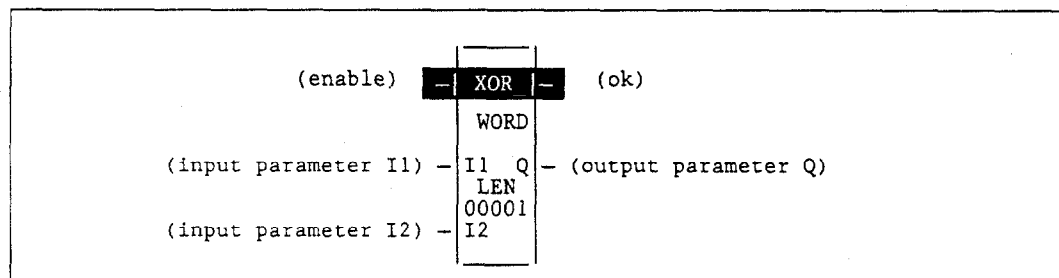 (enable) XOR (ok)
WORD
(input parameter I1) I1 Q (output parameter Q)
LEN
00001
(input parameter I2) I2